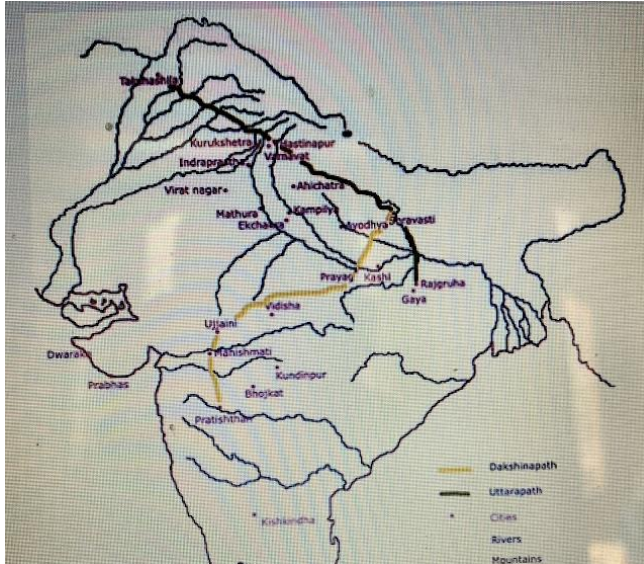 Takshashila
Kurukshetra
Hastinapur
Varnavat
Indraprastha
Virat nagar
Ahichatra
Mathura
Kampilya
Ekchakra
Ayodhya
Sravasti
Prayag
Kashi
Rajgruha
Gaya
Vidisha
Ujjaini
Dwaraka
Mahishmati
Prabhas
Kundinpur
Bhojkat
Pratishthan
Kishkindha
Dakshinapath
Uttarapath
Cities
Rivers
Mountains